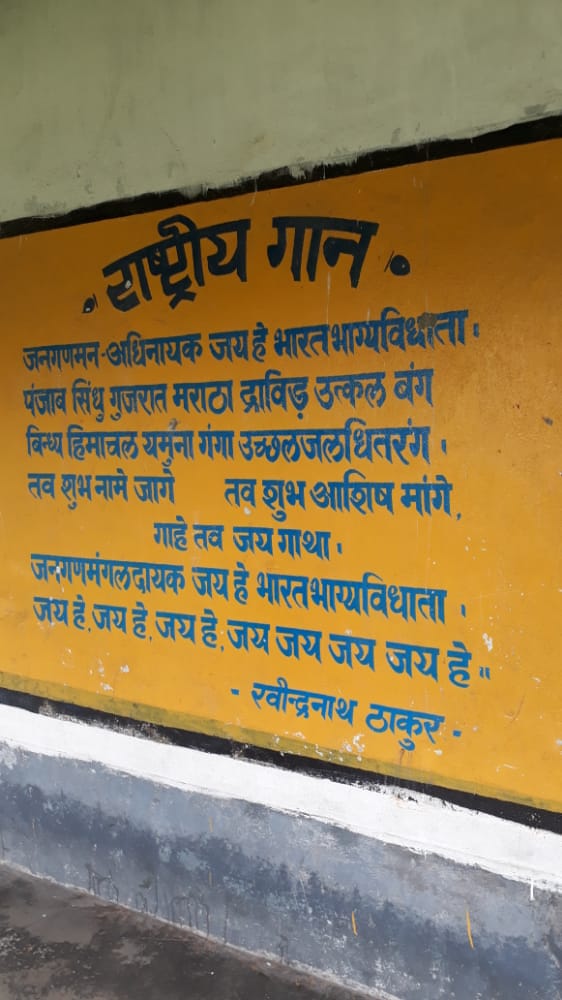 राष्ट्रीय गान
जनगणमन-अधिनायक जय हे भारतभाग्यविधाता।
पंजाब सिंधु गुजरात मराठा द्राविड़ उत्कल बंग
विन्ध्य हिमाचल यमुना गंगा उच्छलजलधितरंग।
तव शुभ नामे जागे तव शुभ आशिष मांगे,
गाहे तव जय गाथा।
जनगणमंगलदायक जय हे भारतभाग्यविधाता।
जय हे, जय हे, जय हे, जय जय जय जय हे॥
- रवीन्द्रनाथ ठाकुर -